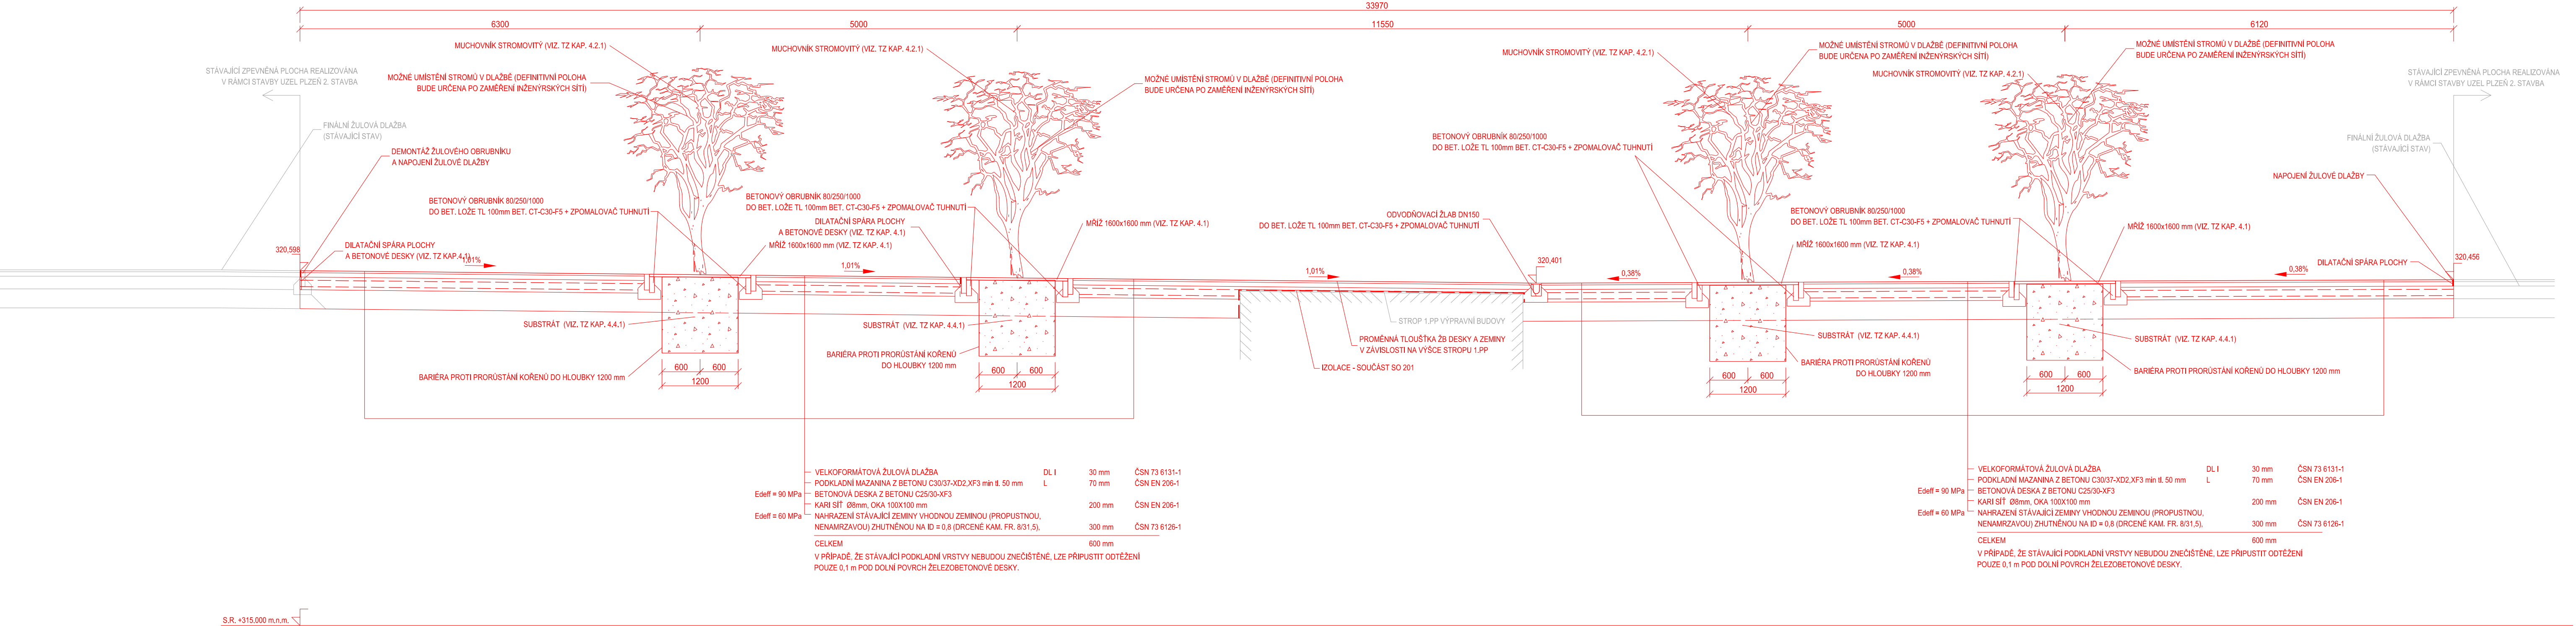 33970
6300
5000
11550
5000
6120
MUCHOVNÍK STROMOVITÝ (VIZ. TZ KAP. 4.2.1)
MUCHOVNÍK STROMOVITÝ (VIZ. TZ KAP. 4.2.1)
MUCHOVNÍK STROMOVITÝ (VIZ. TZ KAP. 4.2.1)
MOŽNÉ UMÍSTĚNÍ STROMŮ V DLAŽBĚ (DEFINITIVNÍ POLOHA
BUDE URČENA PO ZAMĚŘENÍ INŽENÝRSKÝCH SÍTÍ)
MOŽNÉ UMÍSTĚNÍ STROMŮ V DLAŽBĚ (DEFINITIVNÍ POLOHA
BUDE URČENA PO ZAMĚŘENÍ INŽENÝRSKÝCH SÍTÍ)
STÁVAJÍCÍ ZPEVNĚNÁ PLOCHA REALIZOVÁNA
V RÁMCI STAVBY UZEL PLZEŇ 2. STAVBA
MOŽNÉ UMÍSTĚNÍ STROMŮ V DLAŽBĚ (DEFINITIVNÍ POLOHA
BUDE URČENA PO ZAMĚŘENÍ INŽENÝRSKÝCH SÍTÍ)
MOŽNÉ UMÍSTĚNÍ STROMŮ V DLAŽBĚ (DEFINITIVNÍ POLOHA
BUDE URČENA PO ZAMĚŘENÍ INŽENÝRSKÝCH SÍTÍ)
MUCHOVNÍK STROMOVITÝ (VIZ. TZ KAP. 4.2.1)
STÁVAJÍCÍ ZPEVNĚNÁ PLOCHA REALIZOVÁNA
V RÁMCI STAVBY UZEL PLZEŇ 2. STAVBA
FINÁLNÍ ŽULOVÁ DLAŽBA
(STÁVAJÍCÍ STAV)
DEMONTÁŽ ŽULOVÉHO OBRUBNÍKU
A NAPOJENÍ ŽULOVÉ DLAŽBY
BETONOVÝ OBRUBNÍK 80/250/1000
DO BET. LOŽE TL 100mm BET. CT-C30-F5 + ZPOMALOVAČ TUHNUTÍ
FINÁLNÍ ŽULOVÁ DLAŽBA
(STÁVAJÍCÍ STAV)
NAPOJENÍ ŽULOVÉ DLAŽBY
BETONOVÝ OBRUBNÍK 80/250/1000
DO BET. LOŽE TL 100mm BET. CT-C30-F5 + ZPOMALOVAČ TUHNUTÍ
BETONOVÝ OBRUBNÍK 80/250/1000
DO BET. LOŽE TL 100mm BET. CT-C30-F5 + ZPOMALOVAČ TUHNUTÍ
DILATAČNÍ SPÁRA PLOCHY
A BETONOVÉ DESKY (VIZ. TZ KAP. 4.1)
MŘÍŽ 1600x1600 mm (VIZ. TZ KAP. 4.1)
MŘÍŽ 1600x1600 mm (VIZ. TZ KAP. 4.1)
ODVODŇOVACÍ ŽLAB DN150
DO BET. LOŽE TL 100mm BET. CT-C30-F5 + ZPOMALOVAČ TUHNUTÍ
BETONOVÝ OBRUBNÍK 80/250/1000
DO BET. LOŽE TL 100mm BET. CT-C30-F5 + ZPOMALOVAČ TUHNUTÍ
MŘÍŽ 1600x1600 mm (VIZ. TZ KAP. 4.1)
MŘÍŽ 1600x1600 mm (VIZ. TZ KAP. 4.1)
320,598
DILATAČNÍ SPÁRA PLOCHY
A BETONOVÉ DESKY (VIZ. TZ KAP.4.1)
1,01%
1,01%
1,01%
320,401
0,38%
0,38%
0,38%
DILATAČNÍ SPÁRA PLOCHY
320,456
SUBSTRÁT (VIZ. TZ KAP. 4.4.1)
SUBSTRÁT (VIZ. TZ KAP. 4.4.1)
STROP 1.PP VÝPRAVNÍ BUDOVY
PROMĚNNÁ TLOUŠŤKA ŽB DESKY A ZEMINY
V ZÁVISLOSTI NA VÝŠCE STROPU 1.PP
IZOLACE - SOUČÁST SO 201
SUBSTRÁT (VIZ. TZ KAP. 4.4.1)
SUBSTRÁT (VIZ. TZ KAP. 4.4.1)
BARIÉRA PROTI PRORŮSTÁNÍ KOŘENŮ DO HLOUBKY 1200 mm
BARIÉRA PROTI PRORŮSTÁNÍ KOŘENŮ
DO HLOUBKY 1200 mm
BARIÉRA PROTI PRORŮSTÁNÍ KOŘENŮ
DO HLOUBKY 1200 mm
BARIÉRA PROTI PRORŮSTÁNÍ KOŘENŮ DO HLOUBKY 1200 mm
600 600
1200
600 600
1200
600 600
1200
600 600
1200
VELKOFORMÁTOVÁ ŽULOVÁ DLAŽBA DL I 30 mm ČSN 73 6131-1
PODKLADNÍ MAZANINA Z BETONU C30/37-XD2,XF3 min tl. 50 mm L 70 mm ČSN EN 206-1
Edeff = 90 MPa BETONOVÁ DESKA Z BETONU C25/30-XF3
KARI SÍŤ Ø8mm, OKA 100X100 mm 200 mm ČSN EN 206-1
Edeff = 60 MPa NAHRAZENÍ STÁVAJÍCÍ ZEMINY VHODNOU ZEMINOU (PROPUSTNOU,
NENAMRZAVOU) ZHUTNĚNOU NA ID = 0,8 (DRCENÉ KAM. FR. 8/31,5), 300 mm ČSN 73 6126-1
CELKEM 600 mm
V PŘÍPADĚ, ŽE STÁVAJÍCÍ PODKLADNÍ VRSTVY NEBUDOU ZNEČIŠTĚNÉ, LZE PŘIPUSTIT ODTĚŽENÍ
POUZE 0,1 m POD DOLNÍ POVRCH ŽELEZOBETONOVÉ DESKY.
VELKOFORMÁTOVÁ ŽULOVÁ DLAŽBA DL I 30 mm ČSN 73 6131-1
PODKLADNÍ MAZANINA Z BETONU C30/37-XD2,XF3 min tl. 50 mm L 70 mm ČSN EN 206-1
Edeff = 90 MPa BETONOVÁ DESKA Z BETONU C25/30-XF3
KARI SÍŤ Ø8mm, OKA 100X100 mm 200 mm ČSN EN 206-1
Edeff = 60 MPa NAHRAZENÍ STÁVAJÍCÍ ZEMINY VHODNOU ZEMINOU (PROPUSTNOU,
NENAMRZAVOU) ZHUTNĚNOU NA ID = 0,8 (DRCENÉ KAM. FR. 8/31,5), 300 mm ČSN 73 6126-1
CELKEM 600 mm
V PŘÍPADĚ, ŽE STÁVAJÍCÍ PODKLADNÍ VRSTVY NEBUDOU ZNEČIŠTĚNÉ, LZE PŘIPUSTIT ODTĚŽENÍ
POUZE 0,1 m POD DOLNÍ POVRCH ŽELEZOBETONOVÉ DESKY.
S.R. +315,000 m.n.m.